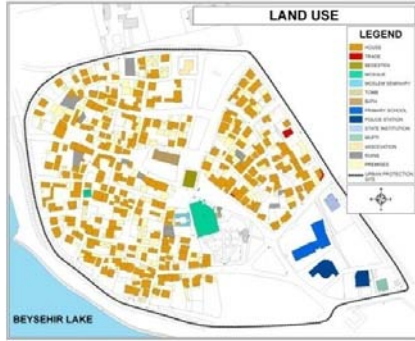 LAND USE
LEGEND
HOUSE
TRADE
BEDESTEN
MOSQUE
MOSLEM SEMINARY
TOMB
BATH
PRIMARY SCHOOL
POLICE STATION
STATE INSTITUTION
MUFTI
ASSOCIATION
RUINS
PREMISES
URBAN PROTECTION
SITE
BEYSEHIR LAKE